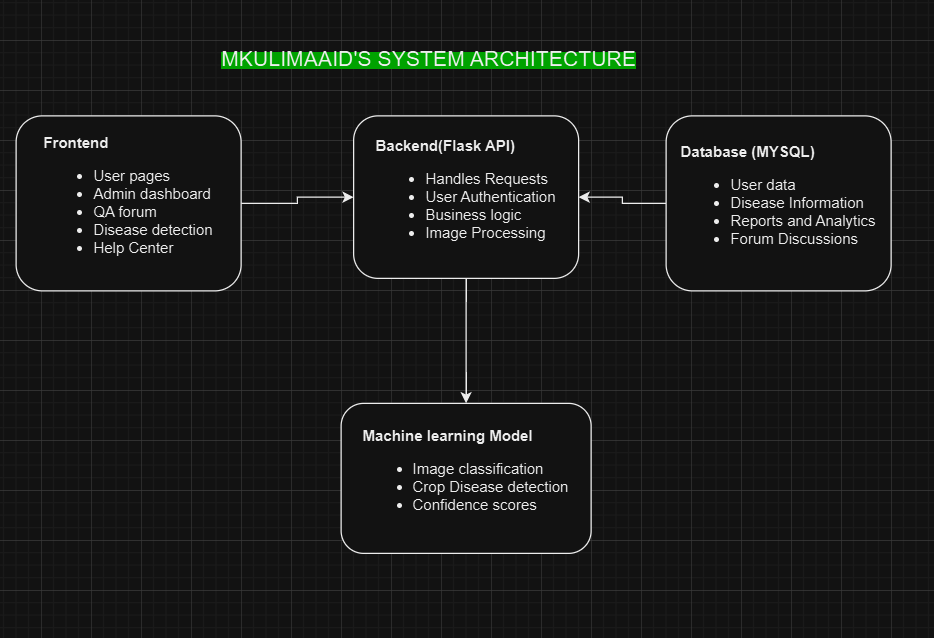 MKULIMAAID'S SYSTEM ARCHITECTURE
Frontend
User pages
Admin dashboard
QA forum
Disease detection
Help Center
Backend(Flask API)
Handles Requests
User Authentication
Business logic
Image Processing
Database (MYSQL)
User data
Disease Information
Reports and Analytics
Forum Discussions
Machine learning Model
Image classification
Crop Disease detection
Confidence scores